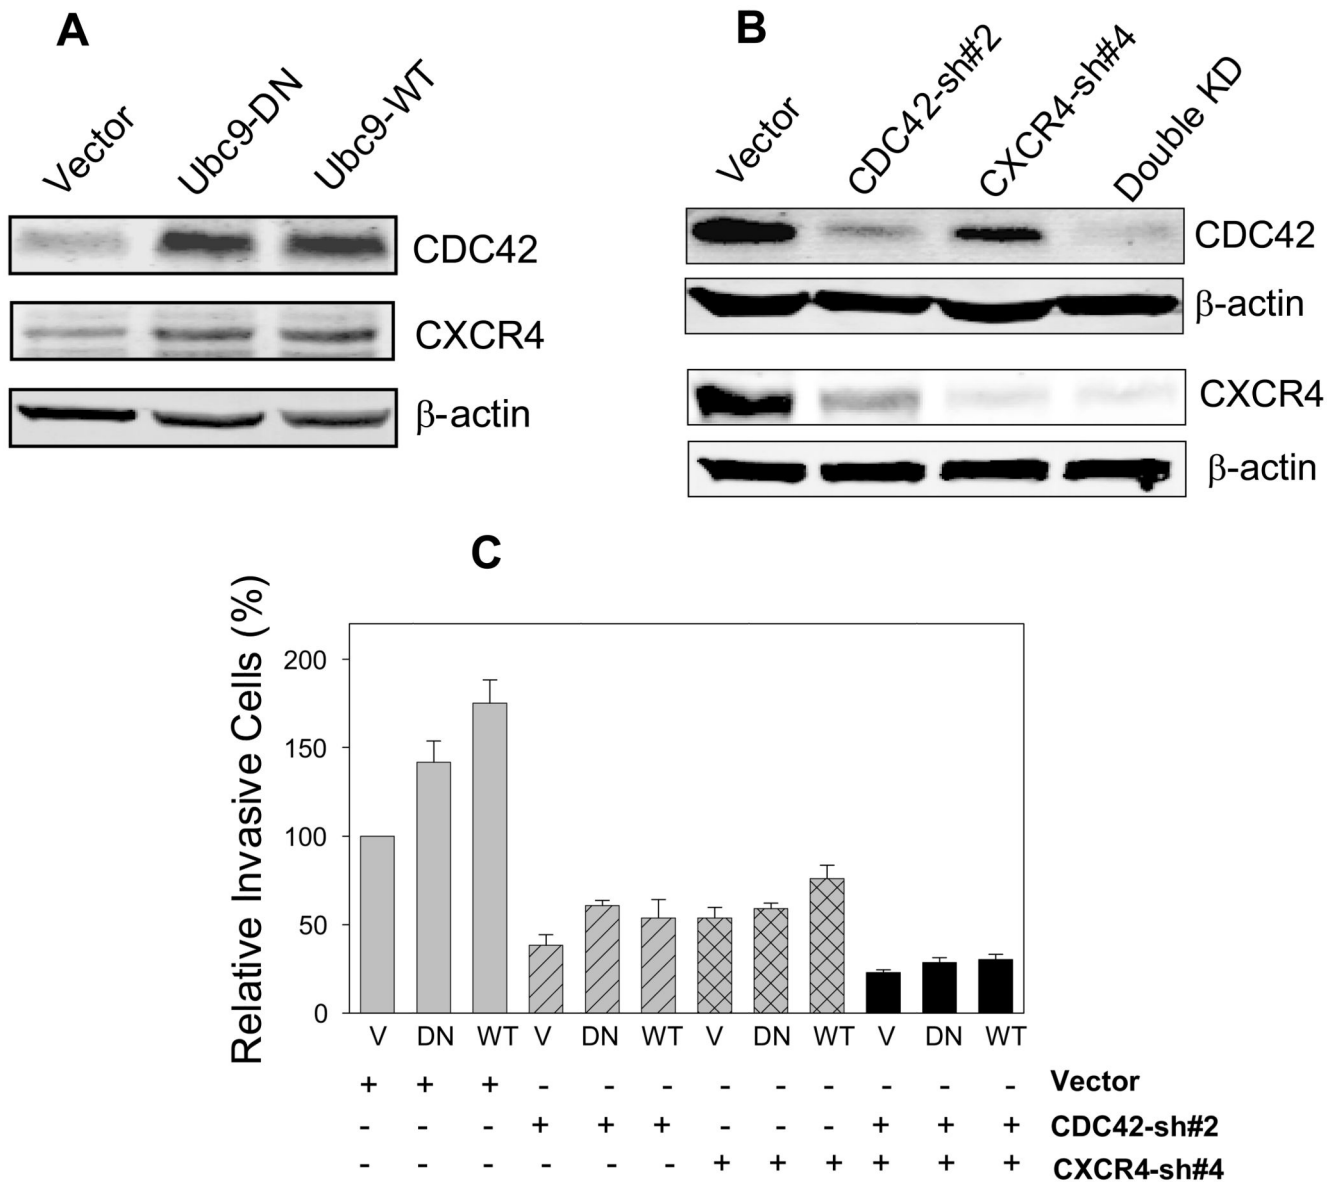 A
Vector Ubc9-DN Ubc9-WT
CDC42
CXCR4
β-actin
B
Vector CDC42-sh#2 CXCR4-sh#4 Double KD
CDC42
β-actin
CXCR4
β-actin
C
Relative Invasive Cells (%)
200
150
100
50
0
V DN WT V DN WT V DN WT V DN WT
+ + + - - - - - - - - - Vector
- - - + + + - - - + + + CDC42-sh#2
- - - - - - + + + + + + CXCR4-sh#4